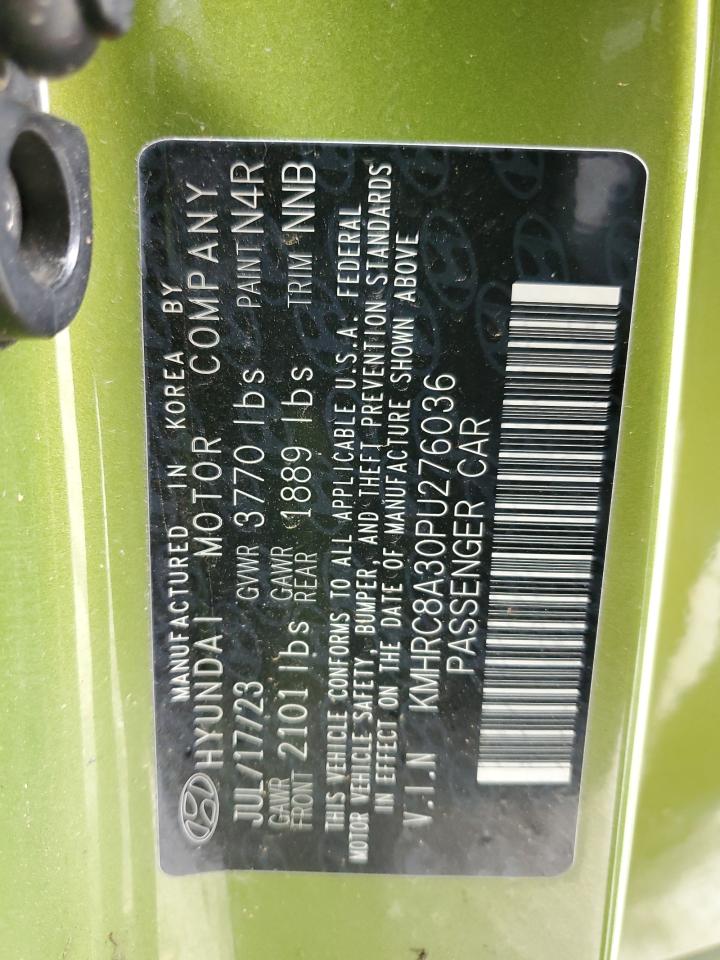 MANUFACTURED IN KOREA BY
HYUNDAI MOTOR COMPANY
JUL/17/23 GVWR 3770 lbs PAINT N4R
GAWR FRONT 2101 lbs GAWR REAR 1889 lbs TRIM NNB
THIS VEHICLE CONFORMS TO ALL APPLICABLE U.S.A. FEDERAL
MOTOR VEHICLE SAFETY, BUMPER, AND THEFT PREVENTION STANDARDS
IN EFFECT ON THE DATE OF MANUFACTURE SHOWN ABOVE
V.I.N KMHRC8A30PU276036
PASSENGER CAR